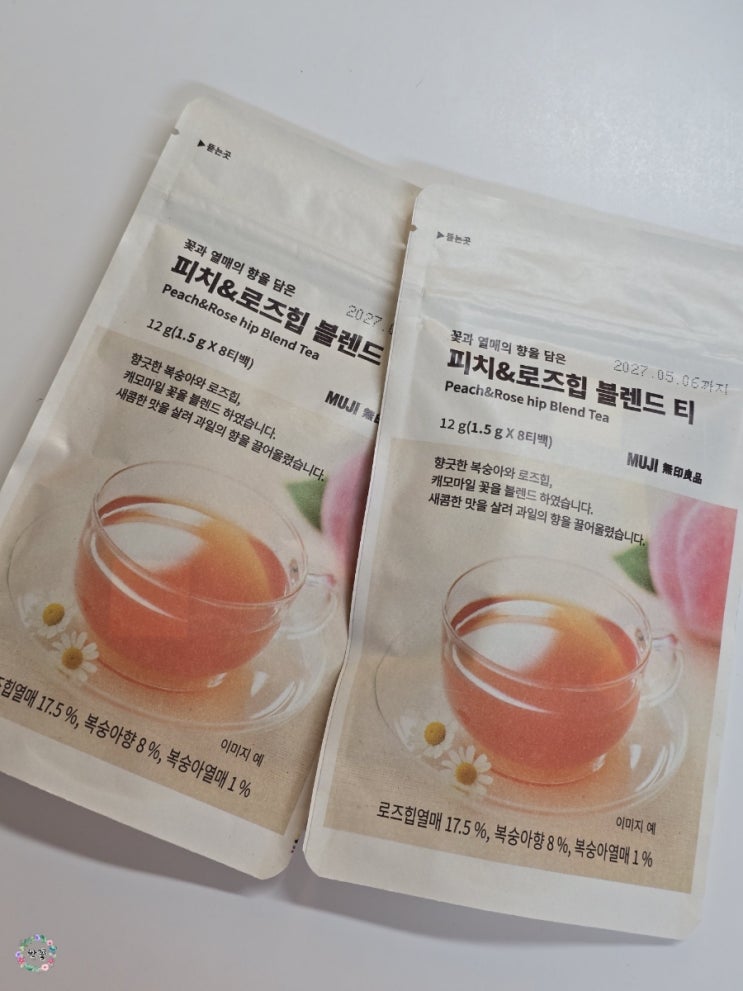 ▶뜯는곳
꽃과 열매의 향을 담은
피치&로즈힙 블렌드
Peach&Rose hip Blend Tea
2027.
12 g(1.5 g X 8티백)
향긋한 복숭아와 로즈힙,
캐모마일 꽃을 블렌드 하였습니다.
새콤한 맛을 살려 과일의 향을 끌어올렸습니다.
MUJI 無
힙열매 17.5 %, 복숭아향 8 %, 복숭아열매 1 %
이미지 예
▶뜯는곳
꽃과 열매의 향을 담은
피치&로즈힙 블렌드 티
Peach&Rose hip Blend Tea
2027.05.06까지
12 g(1.5 g X 8티백)
향긋한 복숭아와 로즈힙,
캐모마일 꽃을 블렌드 하였습니다.
새콤한 맛을 살려 과일의 향을 끌어올렸습니다.
MUJI 無印良品
이미지 예
로즈힙열매 17.5 %, 복숭아향 8 %, 복숭아열매 1 %